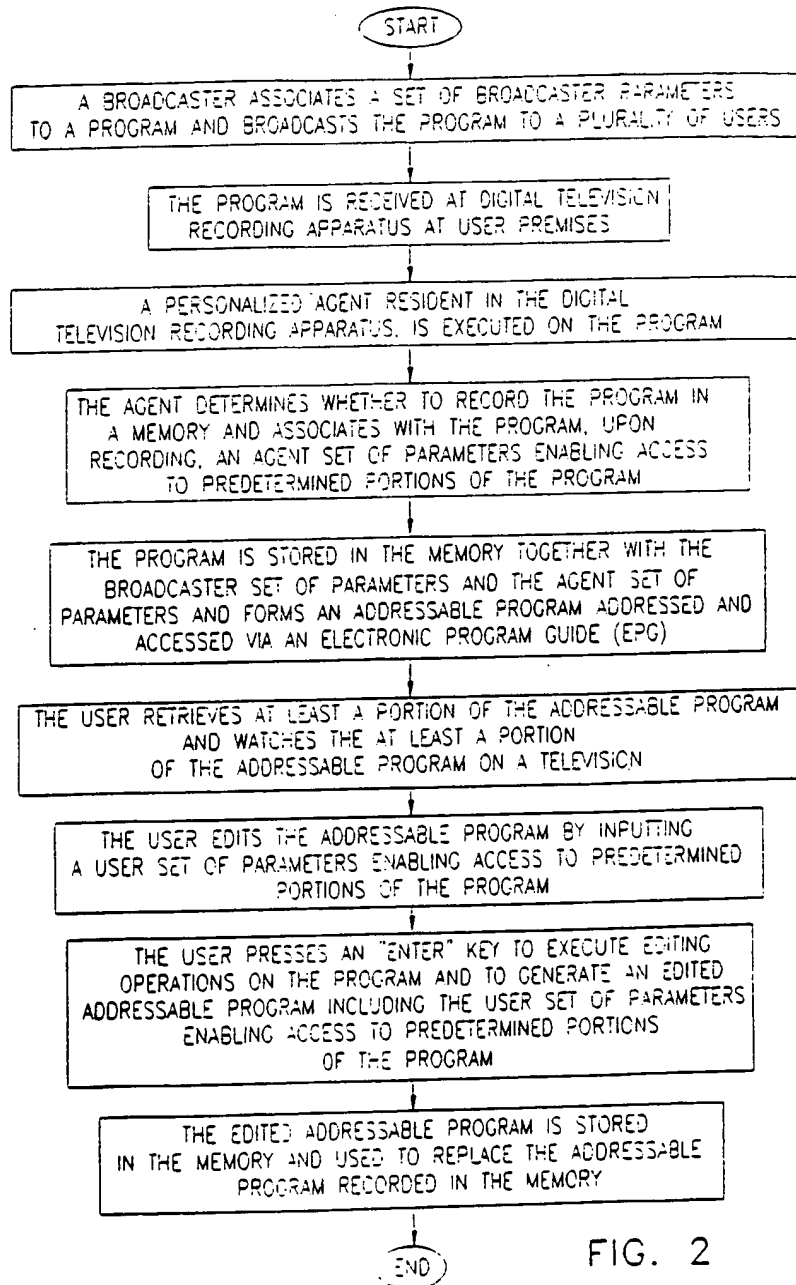 START
A BROADCASTER ASSOCIATES A SET OF BROADCASTER PARAMETERS
TO A PROGRAM AND BROADCASTS THE PROGRAM TO A PLURALITY OF USERS
THE PROGRAM IS RECEIVED AT DIGITAL TELEVISION
RECORDING APPARATUS AT USER PREMISES
A PERSONALIZED AGENT RESIDENT IN THE DIGITAL
TELEVISION RECORDING APPARATUS, IS EXECUTED ON THE PROGRAM
THE AGENT DETERMINES WHETHER TO RECORD THE PROGRAM IN
A MEMORY AND ASSOCIATES WITH THE PROGRAM, UPON
RECORDING, AN AGENT SET OF PARAMETERS ENABLING ACCESS
TO PREDETERMINED PORTIONS OF THE PROGRAM
THE PROGRAM IS STORED IN THE MEMORY TOGETHER WITH THE
BROADCASTER SET OF PARAMETERS AND THE AGENT SET OF
PARAMETERS AND FORMS AN ADDRESSABLE PROGRAM ADDRESSED AND
ACCESSED VIA AN ELECTRONIC PROGRAM GUIDE (EPG)
THE USER RETRIEVES AT LEAST A PORTION OF THE ADDRESSABLE PROGRAM
AND WATCHES THE AT LEAST A PORTION
OF THE ADDRESSABLE PROGRAM ON A TELEVISION
THE USER EDITS THE ADDRESSABLE PROGRAM BY INPUTTING
A USER SET OF PARAMETERS ENABLING ACCESS TO PREDETERMINED
PORTIONS OF THE PROGRAM
THE USER PRESSES AN "ENTER" KEY TO EXECUTE EDITING
OPERATIONS ON THE PROGRAM AND TO GENERATE AN EDITED
ADDRESSABLE PROGRAM INCLUDING THE USER SET OF PARAMETERS
ENABLING ACCESS TO PREDETERMINED PORTIONS
OF THE PROGRAM
THE EDITED ADDRESSABLE PROGRAM IS STORED
IN THE MEMORY AND USED TO REPLACE THE ADDRESSABLE
PROGRAM RECORDED IN THE MEMORY
END
FIG. 2